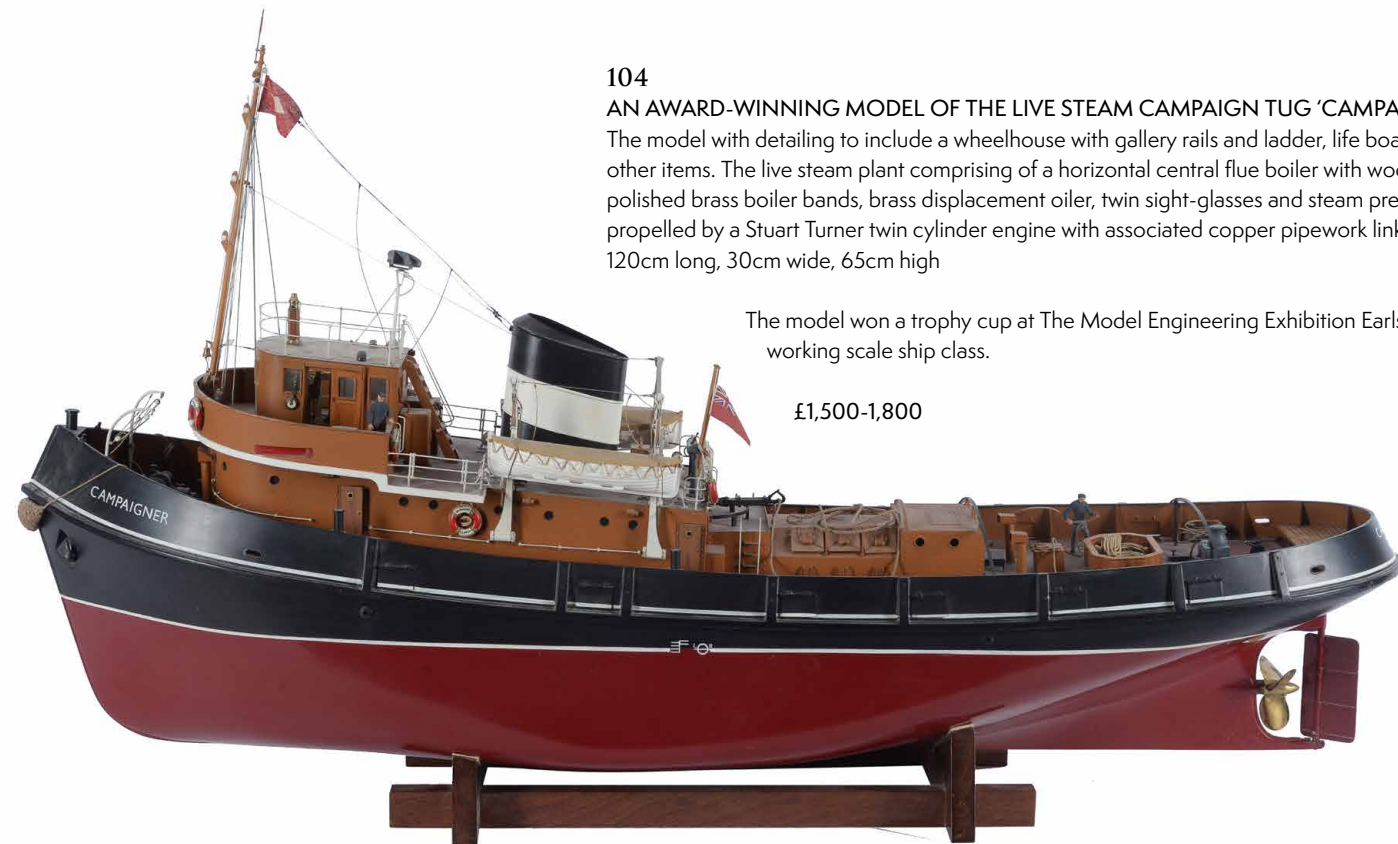 104
AN AWARD-WINNING MODEL OF THE LIVE STEAM CAMPAIGN TUG ‘CAMPA
The model with detailing to include a wheelhouse with gallery rails and ladder, life boa
other items. The live steam plant comprising of a horizontal central flue boiler with woo
polished brass boiler bands, brass displacement oiler, twin sight-glasses and steam pre
propelled by a Stuart Turner twin cylinder engine with associated copper pipework link
120cm long, 30cm wide, 65cm high
The model won a trophy cup at The Model Engineering Exhibition Earls
working scale ship class.
£1,500-1,800
CAMPAIGNER